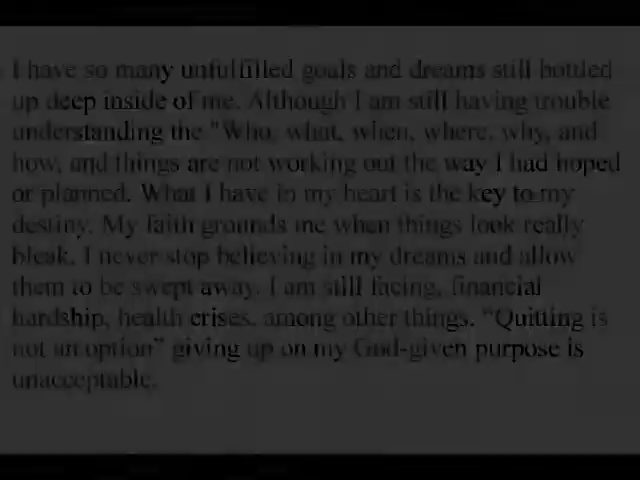 I have so many unfulfilled goals and dreams still bottled
up deep inside of me. Although I am still having trouble
understanding the "Who, what, when, where, why, and
how, and things are not working out the way I had hoped
or planned. What I have in my heart is the key to my
destiny. My faith grounds me when things look really
bleak. I never stop believing in my dreams and allow
them to be swept away. I am still facing, financial
hardship, health crises, among other things. “Quitting is
not an option” giving up on my God-given purpose is
unacceptable.